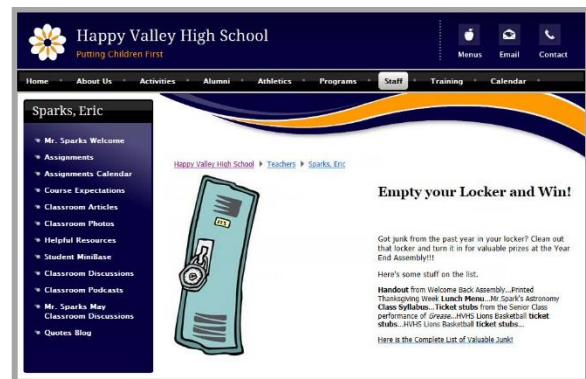 Happy Valley High School
Putting Children First
Menus Email Contact
Home About Us Activities Alumni Athletics Programs Staff Training Calendar
Sparks, Eric
Mr. Sparks Welcome
Assignments
Assignments Calendar
Course Expectations
Classroom Articles
Classroom Photos
Helpful Resources
Student MiniBase
Classroom Discussions
Classroom Podcasts
Mr. Sparks May
Classroom Discussions
Quotes Blog
Happy Valley High School Teachers Sparks, Eric
Empty your Locker and Win!
Got junk from the past year in your locker? Clean out
that locker and turn it in for valuable prizes at the Year
End Assembly!!!
Here's some stuff on the list.
Handout from Welcome Back Assembly...Printed
Thanksgiving Week Lunch Menu...Mr.Spark's Astronomy
Class Syllabus...Ticket stubs from the Senior Class
performance of Grease...HVHS Lions Basketball ticket
stubs...HVHS Lions Basketball ticket stubs...
Here is the Complete List of Valuable Junk!